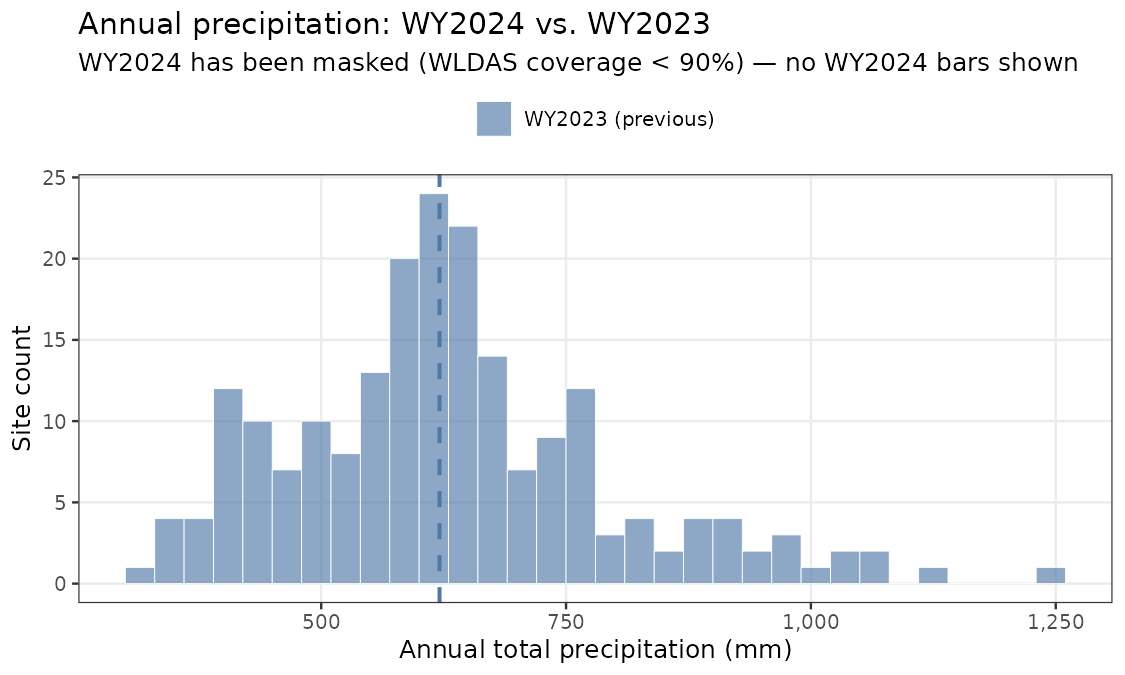 Annual precipitation: WY2024 vs. WY2023
WY2024 has been masked (WLDAS coverage < 90%) — no WY2024 bars shown
WY2023 (previous)
25
20
15
10
5
0
Site count
500
750
1,000
1,250
Annual total precipitation (mm)